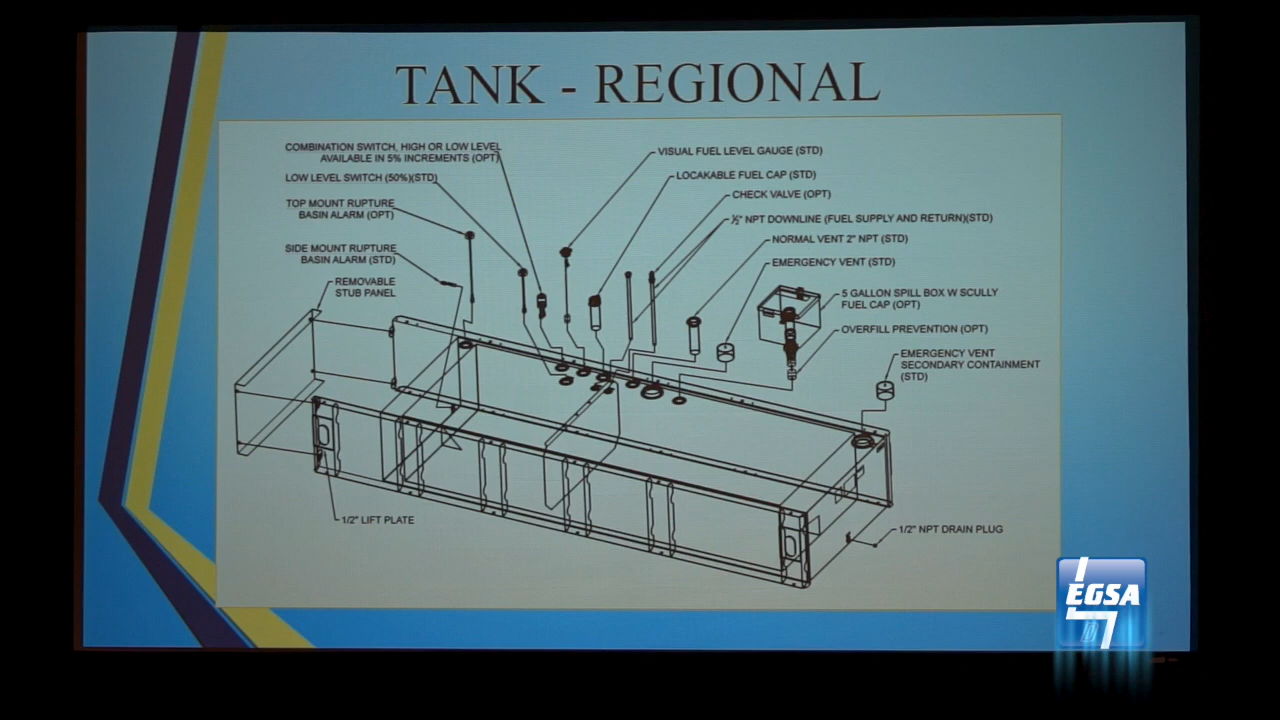 TANK - REGIONAL
COMBINATION SWITCH, HIGH OR LOW LEVEL
AVAILABLE IN 5% INCREMENTS (OPT)
LOW LEVEL SWITCH (50%)(STD)
TOP MOUNT RUPTURE
BASIN ALARM (OPT)
SIDE MOUNT RUPTURE
BASIN ALARM (STD)
REMOVABLE
STUB PANEL
VISUAL FUEL LEVEL GAUGE (STD)
LOCAKABLE FUEL CAP (STD)
CHECK VALVE (OPT)
½" NPT DOWNLINE (FUEL SUPPLY AND RETURN)(STD)
NORMAL VENT 2" NPT (STD)
EMERGENCY VENT (STD)
5 GALLON SPILL BOX W SCULLY
FUEL CAP (OPT)
OVERFILL PREVENTION (OPT)
EMERGENCY VENT
SECONDARY CONTAINMENT
(STD)
1/2" LIFT PLATE
1/2" NPT DRAIN PLUG
EGSA